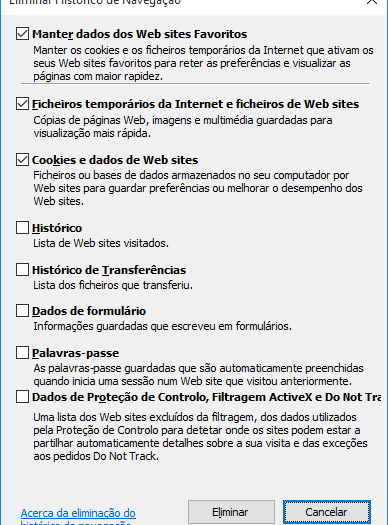 Eliminar Histórico de Navegação
Manter dados dos Web sites Favoritos
Manter os cookies e os ficheiros temporários da Internet que ativam os
seus Web sites favoritos para reter as preferências e visualizar as
páginas com maior rapidez.
Ficheiros temporários da Internet e ficheiros de Web sites
Cópias de páginas Web, imagens e multimédia guardadas para
visualização mais rápida.
Cookies e dados de Web sites
Ficheiros ou bases de dados armazenados no seu computador por
Web sites para guardar preferências ou melhorar o desempenho dos
Web sites.
Histórico
Lista de Web sites visitados.
Histórico de Transferências
Lista dos ficheiros que transferiu.
Dados de formulário
Informações guardadas que escreveu em formulários.
Palavras-passe
As palavras-passe guardadas que são automaticamente preenchidas
quando inicia uma sessão num Web site que visitou anteriormente.
Dados de Proteção de Controlo, Filtragem ActiveX e Do Not Tra
Uma lista dos Web sites excluídos da filtragem, dos dados utilizados
pela Proteção de Controlo para detetar onde os sites podem estar a
partilhar automaticamente detalhes sobre a sua visita e das exceções
aos pedidos Do Not Track.
Acerca da eliminação do
histórico de navegação
Eliminar
Cancelar